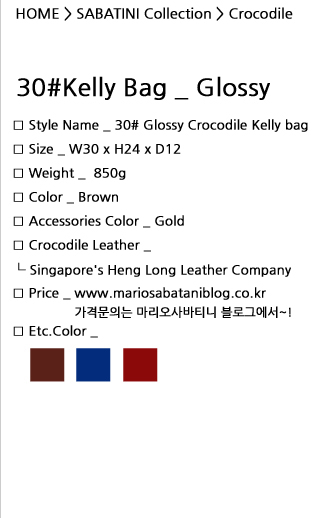 HOME > SABATINI Collection > Crocodile
30#Kelly Bag _ Glossy
□ Style Name _ 30# Glossy Crocodile Kelly bag
□ Size _ W30 x H24 x D12
□ Weight _ 850g
□ Color _ Brown
□ Accessories Color _ Gold
□ Crocodile Leather _
└ Singapore's Heng Long Leather Company
□ Price _ www.mariosabataniblog.co.kr
가격문의는 마리오사바티니 블로그에서~!
□ Etc.Color _